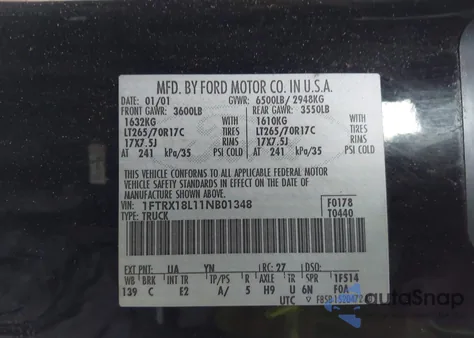 MFD. BY FORD MOTOR CO. IN U.S.A.
DATE: 01/01 GVWR: 6500LB/ 2948KG
FRONT GAWR: 3600LB REAR GAWR: 3550LB
1632KG WITH 1610KG WITH
LT265/70R17C TIRES LT265/70R17C TIRES
17X7.5J RIMS 17X7.5J RIMS
AT 241 kPa/35 PSI COLD AT 241 kPa/35 PSI COLD
THIS VEHICLE CONFORMS TO ALL APPLICABLE FEDERAL MOTOR
VEHICLE SAFETY STANDARDS IN EFFECT ON THE DATE OF
MANUFACTURE SHOWN ABOVE.
VIN: 1FTRX18L11NB01348 F0178
TYPE: TRUCK T0440
EXT PNT: UA YN RC: 27 DSO:
WB BRK INT TR TP/PS R AXLE TR SPR 1FS14
139 C E2 A/ 5 H9 U 6N F0A
UTC
autoSnap